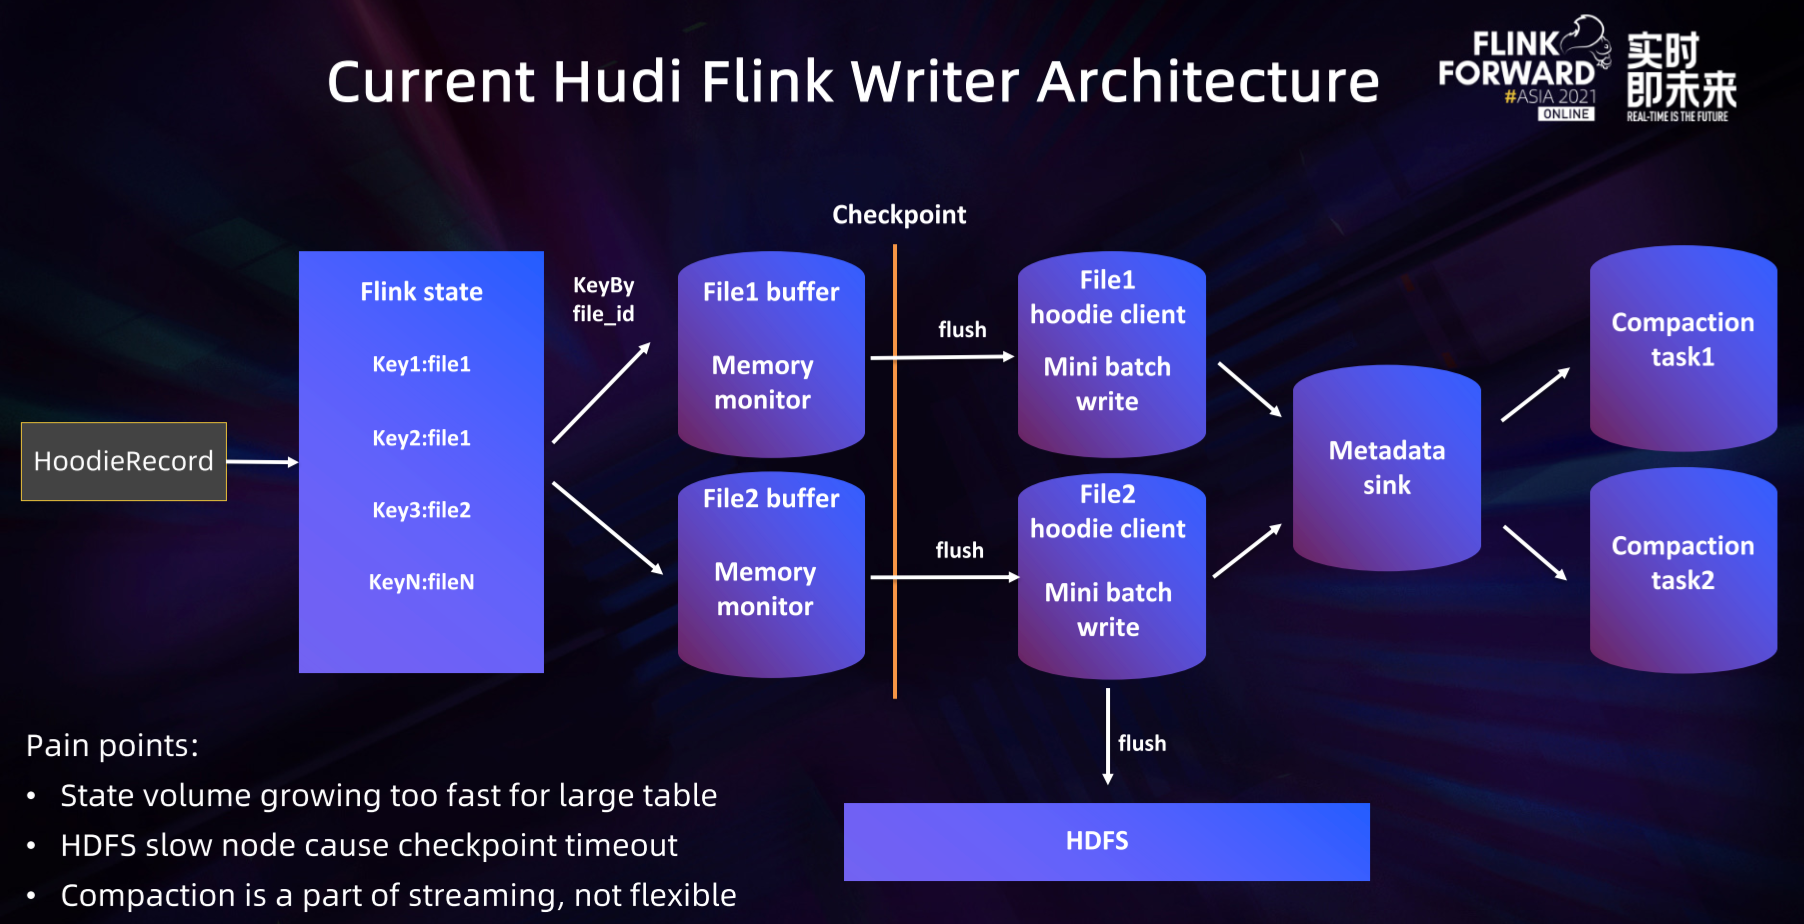 Current Hudi Flink Writer Architecture
FLINK
FORWARD
#ASIA 2021
ONLINE
实时
即未来
REAL-TIME IS THE FUTURE
Checkpoint
HoodieRecord
Flink state
Key1:file1
Key2:file1
Key3:file2
KeyN:fileN
KeyBy
file_id
File1 buffer
Memory
monitor
File2 buffer
Memory
monitor
flush
flush
File1
hoodie client
Mini batch
write
File2
hoodie client
Mini batch
write
Metadata
sink
Compaction
task1
Compaction
task2
flush
HDFS
Pain points:
• State volume growing too fast for large table
• HDFS slow node cause checkpoint timeout
• Compaction is a part of streaming, not flexible